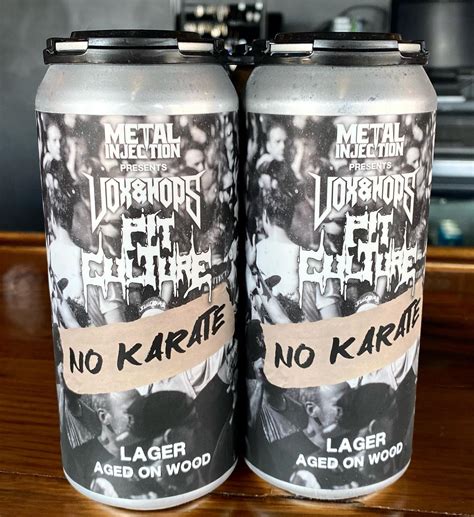 METAL
INJECTION
PRESENTS
VOX&HOPS
PIT
CULTURE
NO KARATE
LAGER
AGED ON WOOD
METAL
INJECTION
PRESENTS
VOX&HOPS
PIT
CULTURE
NO KARATE
LAGER
AGED ON WOOD